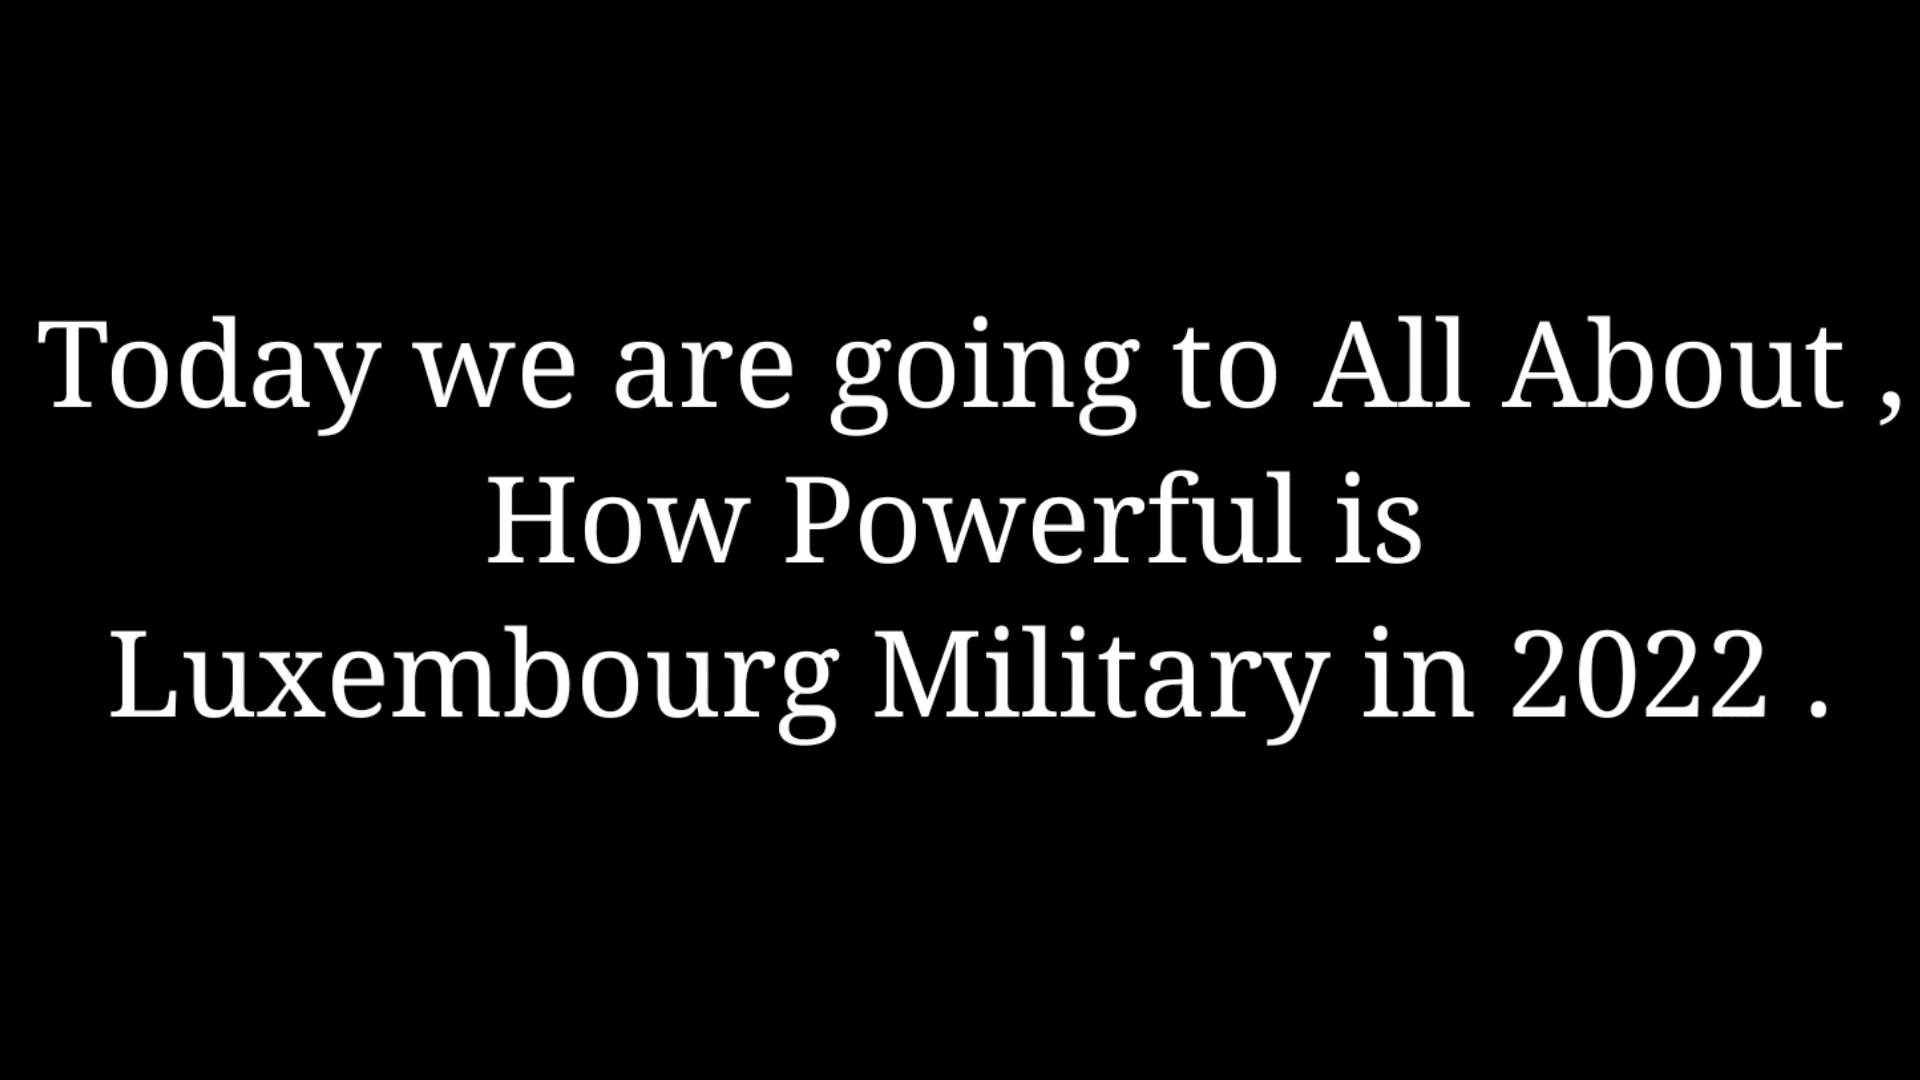 Today we are going to All About ,
How Powerful is
Luxembourg Military in 2022 .